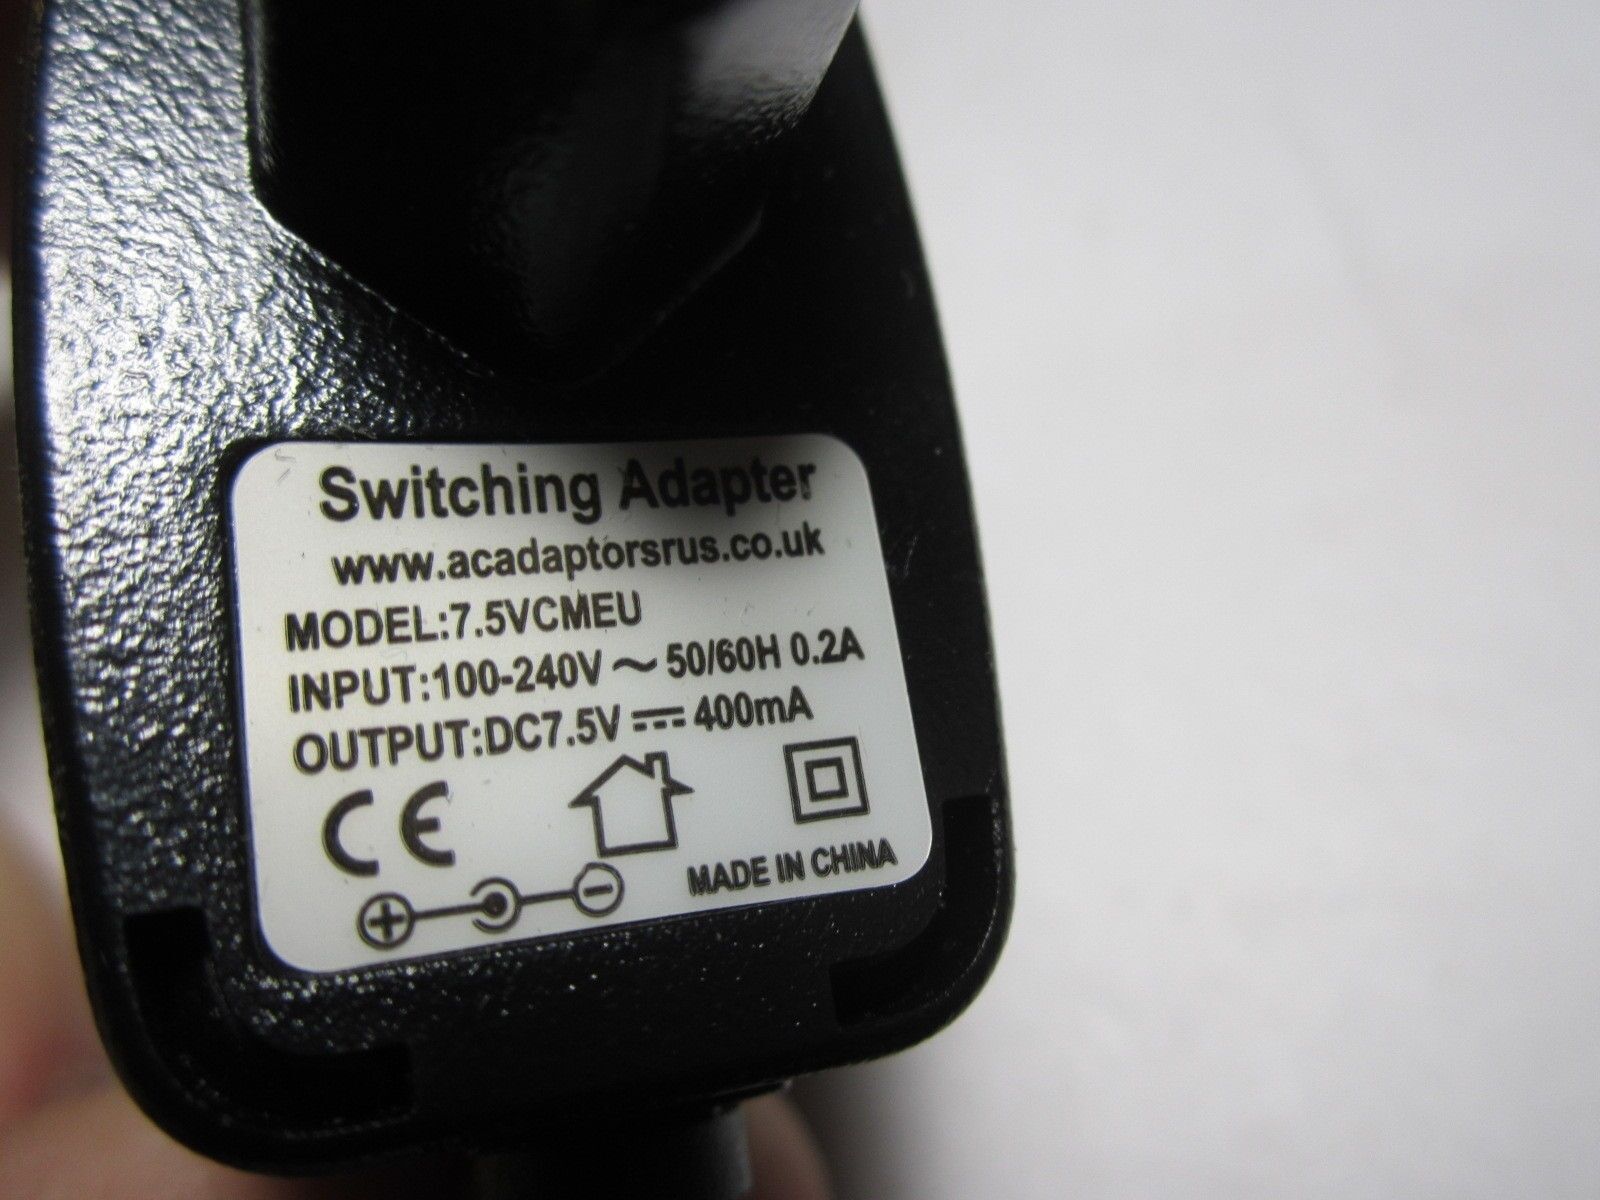 Switching Adapter
www.acadaptorsrus.co.uk
MODEL:7.5VCMEU
INPUT:100-240V ~ 50/60H 0.2A
OUTPUT:DC7.5V ⎓ 400mA
CE
MADE IN CHINA